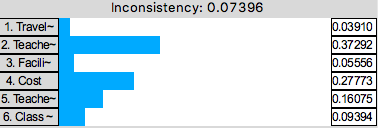 Inconsistency: 0.07396
1. Travel~ 0.03910
2. Teache~ 0.37292
3. Facili~ 0.05556
4. Cost 0.27773
5. Teache~ 0.16075
6. Class~ 0.09394